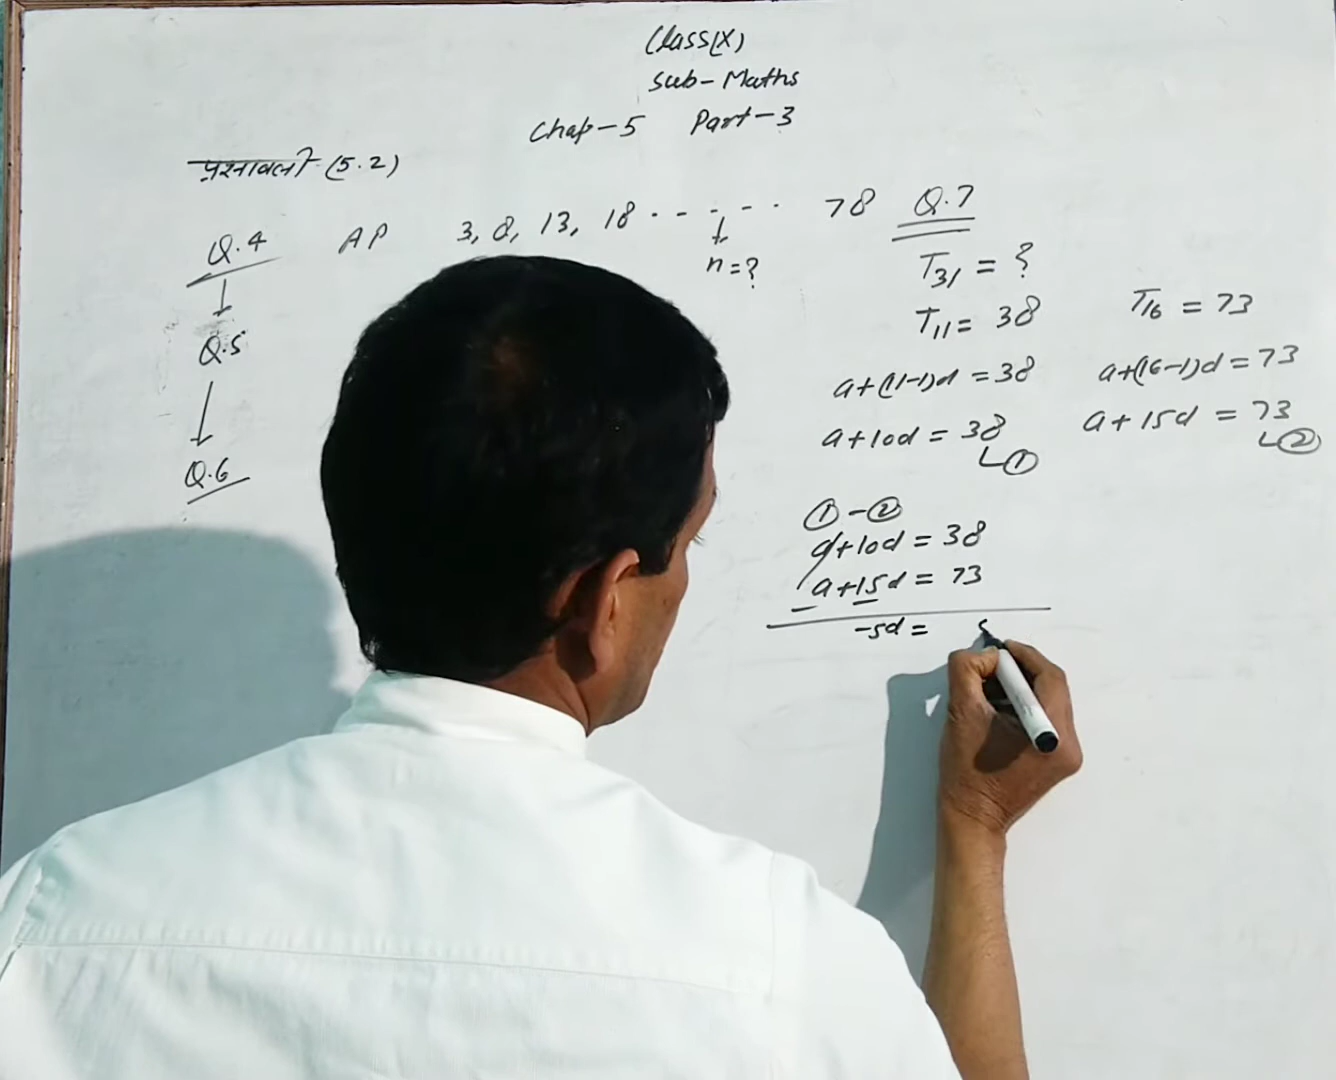 Class(X)
Sub-Maths
Chap-5 Part-3
प्रश्नावली (5.2)
Q.4 AP 3, 8, 13, 18 - - - - - 78
n=?
Q.5
Q.6
Q.7
T31 = ?
T11 = 38
a+(11-1)d = 38
a+10d = 38
①
T16 = 73
a+(16-1)d = 73
a+15d = 73
②
①-②
a+10d = 38
a+15d = 73
- -
-5d =